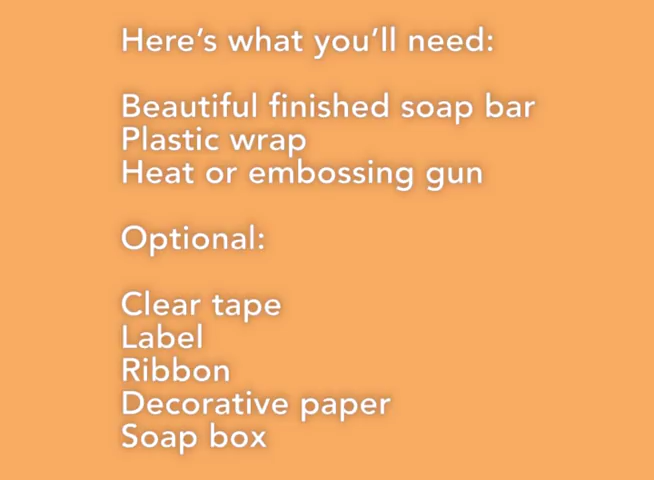 Here’s what you’ll need:
Beautiful finished soap bar
Plastic wrap
Heat or embossing gun
Optional:
Clear tape
Label
Ribbon
Decorative paper
Soap box